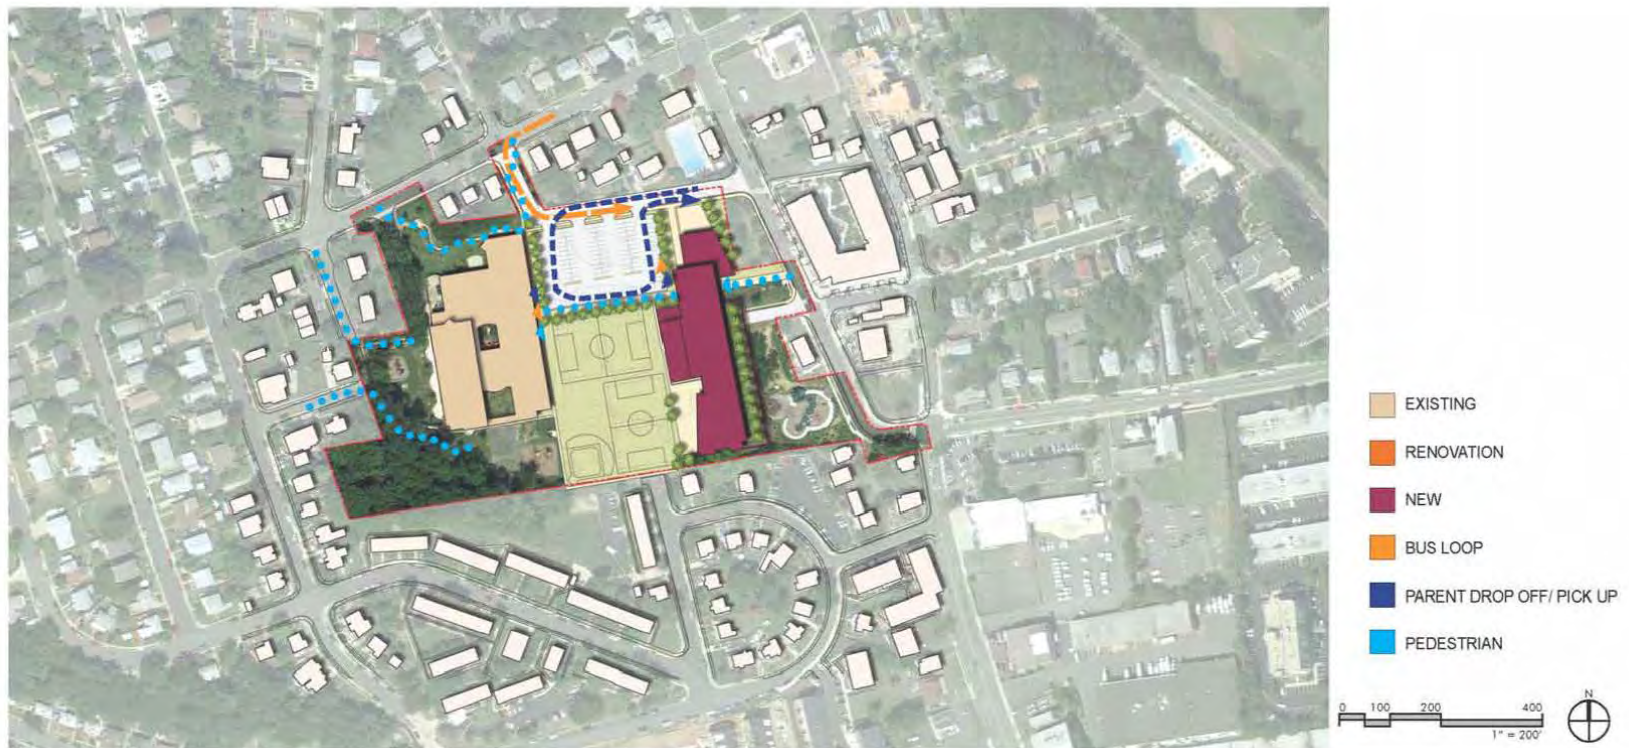 EXISTING
RENOVATION
NEW
BUS LOOP
PARENT DROP OFF/ PICK UP
PEDESTRIAN
N
0 100 200 400
1" = 200'